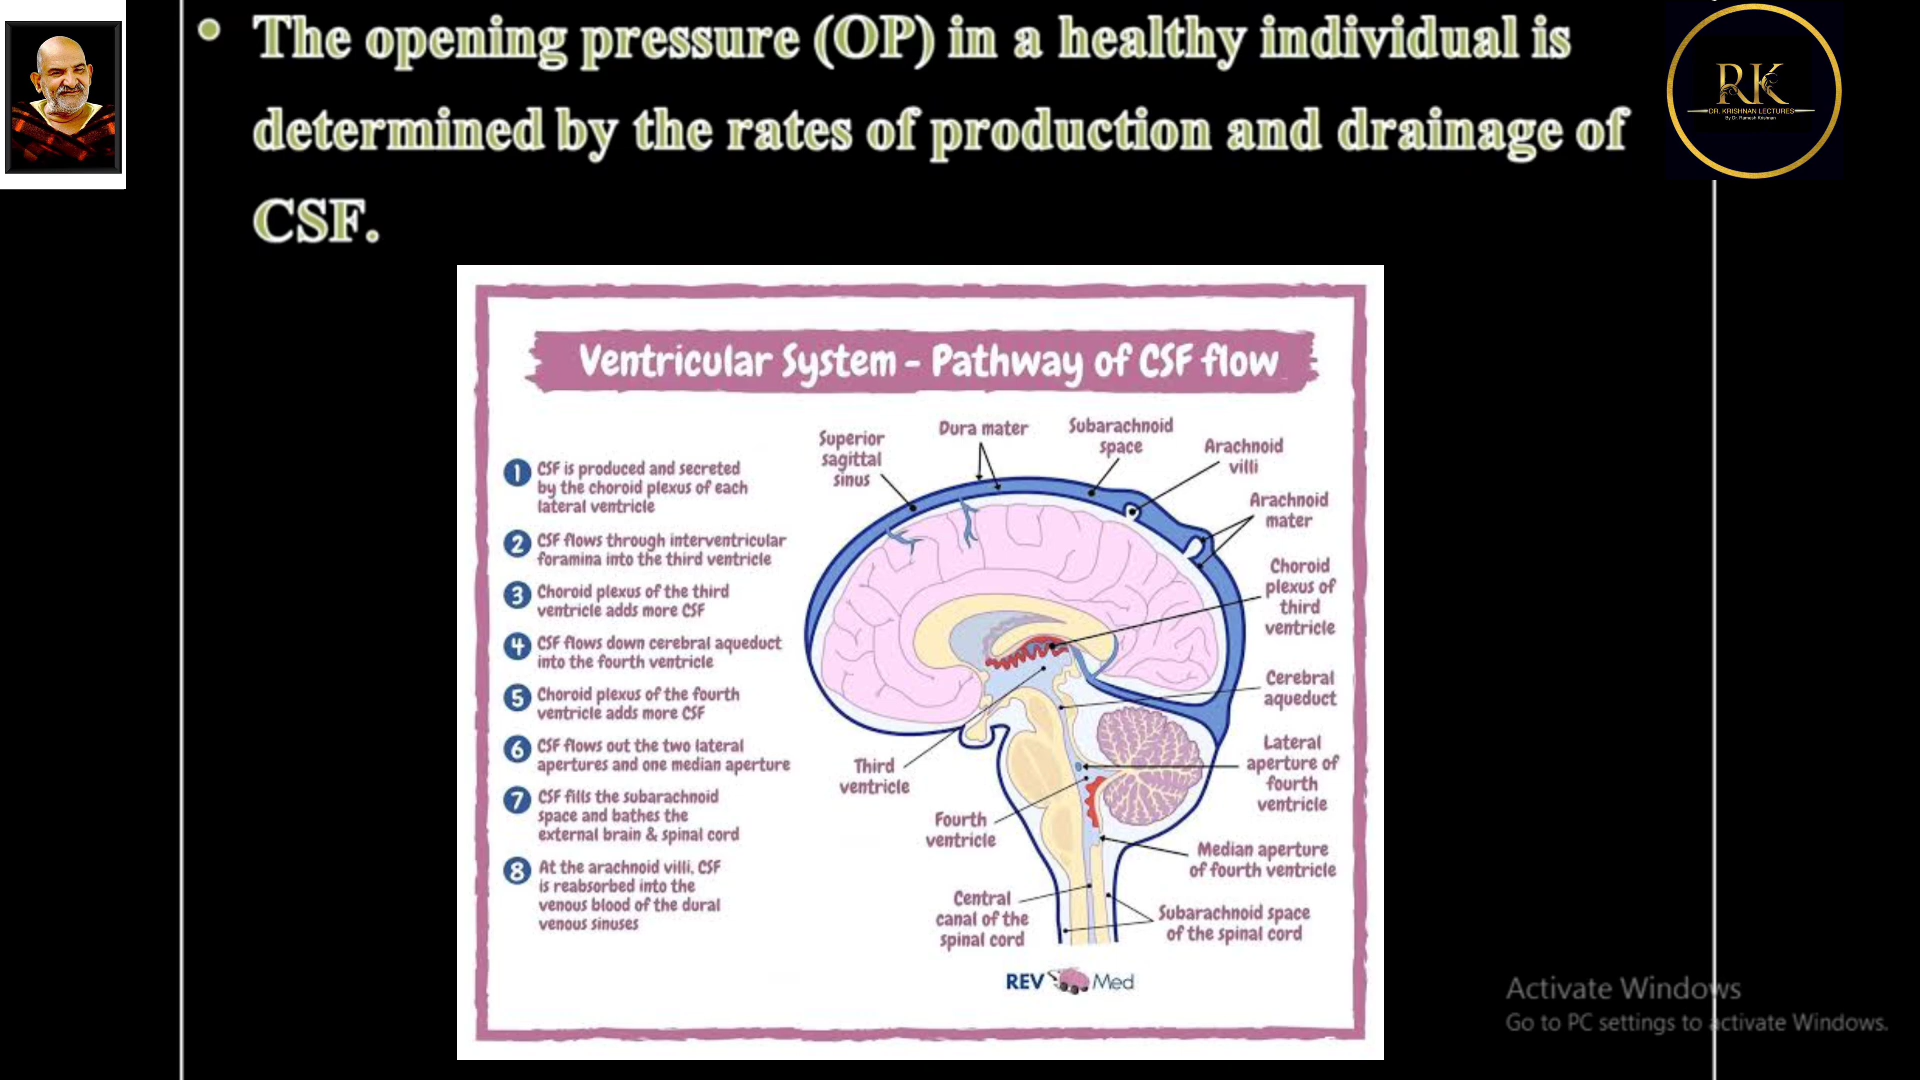 • The opening pressure (OP) in a healthy individual is
determined by the rates of production and drainage of
CSF.
RK
DR. KRISHNAN LECTURES
By Dr. Ramesh Krishnan
Ventricular System - Pathway of CSF flow
1 CSF is produced and secreted
by the choroid plexus of each
lateral ventricle
2 CSF flows through interventricular
foramina into the third ventricle
3 Choroid plexus of the third
ventricle adds more CSF
4 CSF flows down cerebral aqueduct
into the fourth ventricle
5 Choroid plexus of the fourth
ventricle adds more CSF
6 CSF flows out the two lateral
apertures and one median aperture
7 CSF fills the subarachnoid
space and bathes the
external brain & spinal cord
8 At the arachnoid villi, CSF
is reabsorbed into the
venous blood of the dural
venous sinuses
Superior
sagittal
sinus
Dura mater
Subarachnoid
space
Arachnoid
villi
Arachnoid
mater
Choroid
plexus of
third
ventricle
Cerebral
aqueduct
Lateral
aperture of
fourth
ventricle
Median aperture
of fourth ventricle
Subarachnoid space
of the spinal cord
Third
ventricle
Fourth
ventricle
Central
canal of the
spinal cord
REV Med
Activate Windows
Go to PC settings to activate Windows.